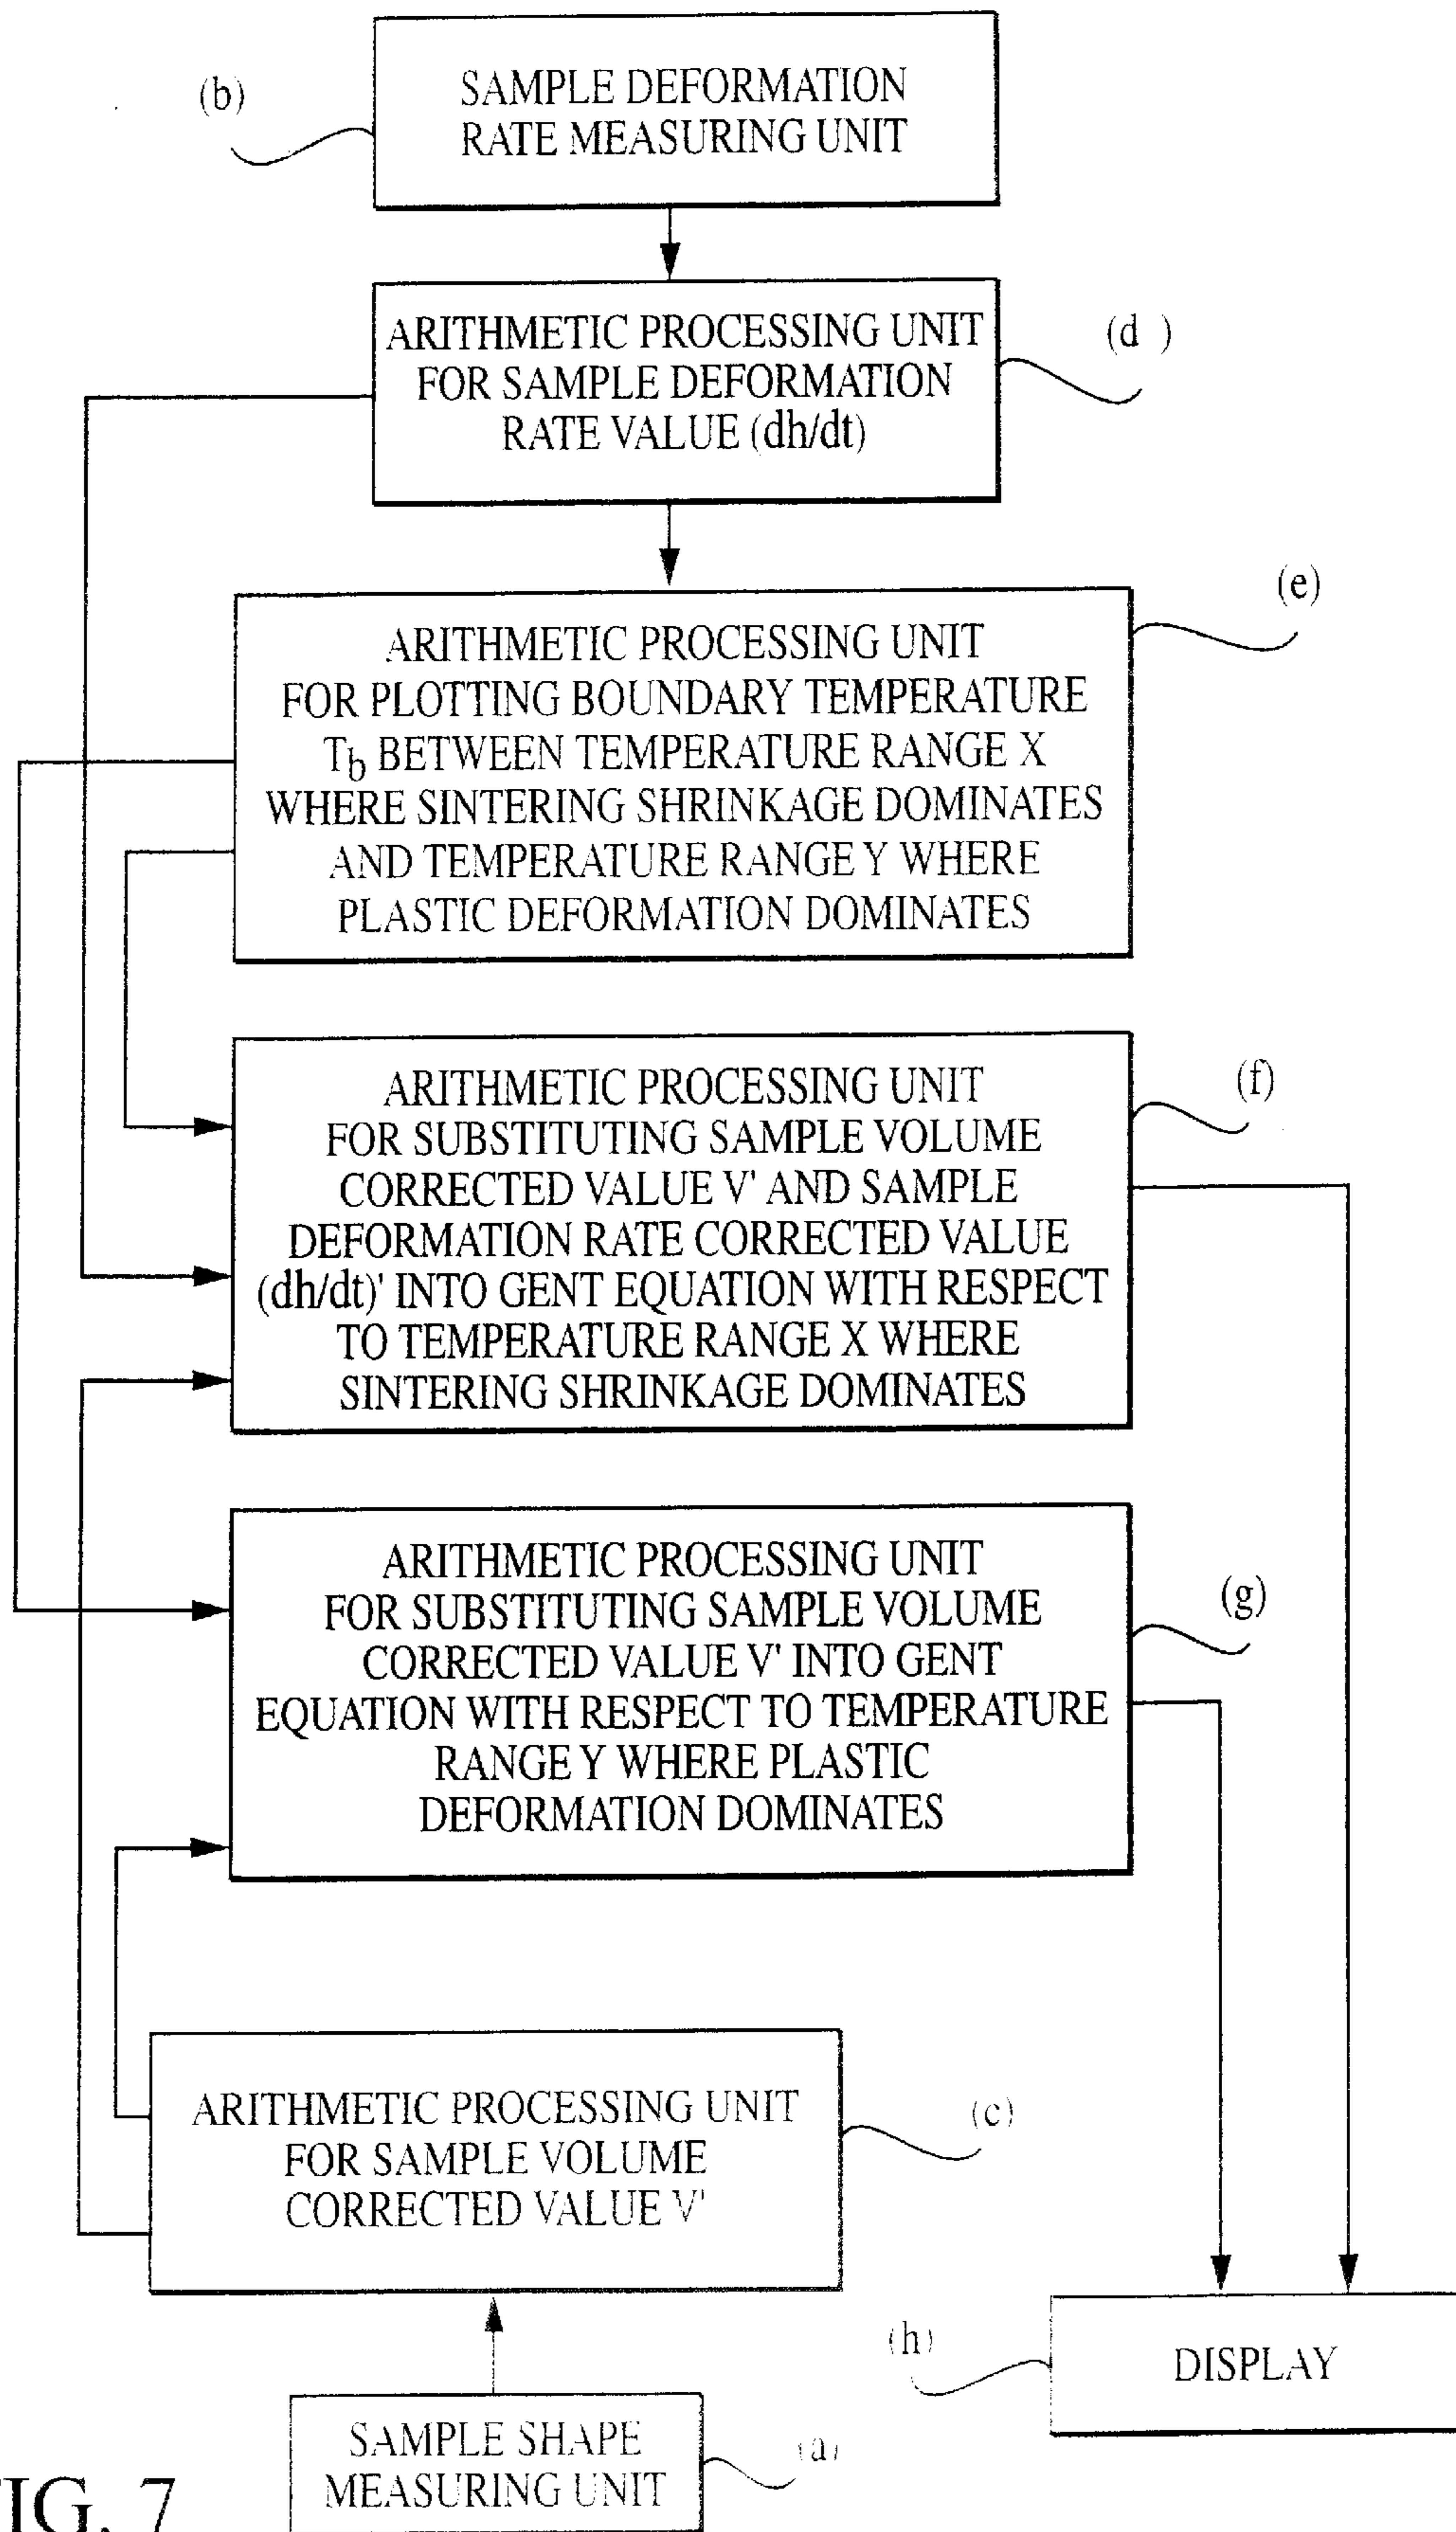 (b)
SAMPLE DEFORMATION
RATE MEASURING UNIT
ARITHMETIC PROCESSING UNIT
FOR SAMPLE DEFORMATION
RATE VALUE (dh/dt)
(d )
(e)
ARITHMETIC PROCESSING UNIT
FOR PLOTTING BOUNDARY TEMPERATURE
Tb BETWEEN TEMPERATURE RANGE X
WHERE SINTERING SHRINKAGE DOMINATES
AND TEMPERATURE RANGE Y WHERE
PLASTIC DEFORMATION DOMINATES
(f)
ARITHMETIC PROCESSING UNIT
FOR SUBSTITUTING SAMPLE VOLUME
CORRECTED VALUE V' AND SAMPLE
DEFORMATION RATE CORRECTED VALUE
(dh/dt)' INTO GENT EQUATION WITH RESPECT
TO TEMPERATURE RANGE X WHERE
SINTERING SHRINKAGE DOMINATES
ARITHMETIC PROCESSING UNIT
FOR SUBSTITUTING SAMPLE VOLUME
CORRECTED VALUE V' INTO GENT
EQUATION WITH RESPECT TO TEMPERATURE
RANGE Y WHERE PLASTIC
DEFORMATION DOMINATES
(g)
ARITHMETIC PROCESSING UNIT
FOR SAMPLE VOLUME
CORRECTED VALUE V'
(c)
(h)
DISPLAY
SAMPLE SHAPE
MEASURING UNIT
(a)
IG. 7